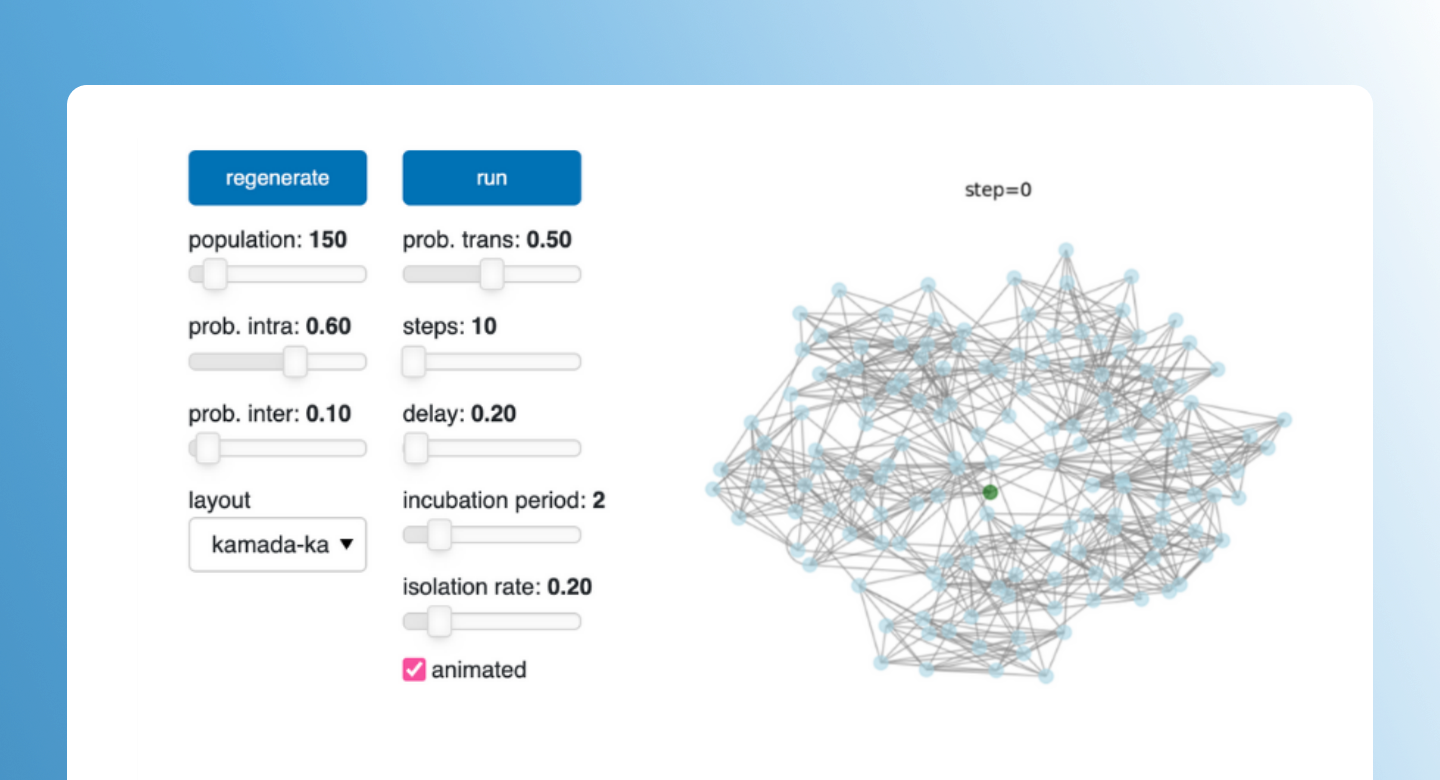 regenerate
run
step=0
population: 150
prob. trans: 0.50
prob. intra: 0.60
steps: 10
prob. inter: 0.10
delay: 0.20
layout
incubation period: 2
kamada-ka
isolation rate: 0.20
animated